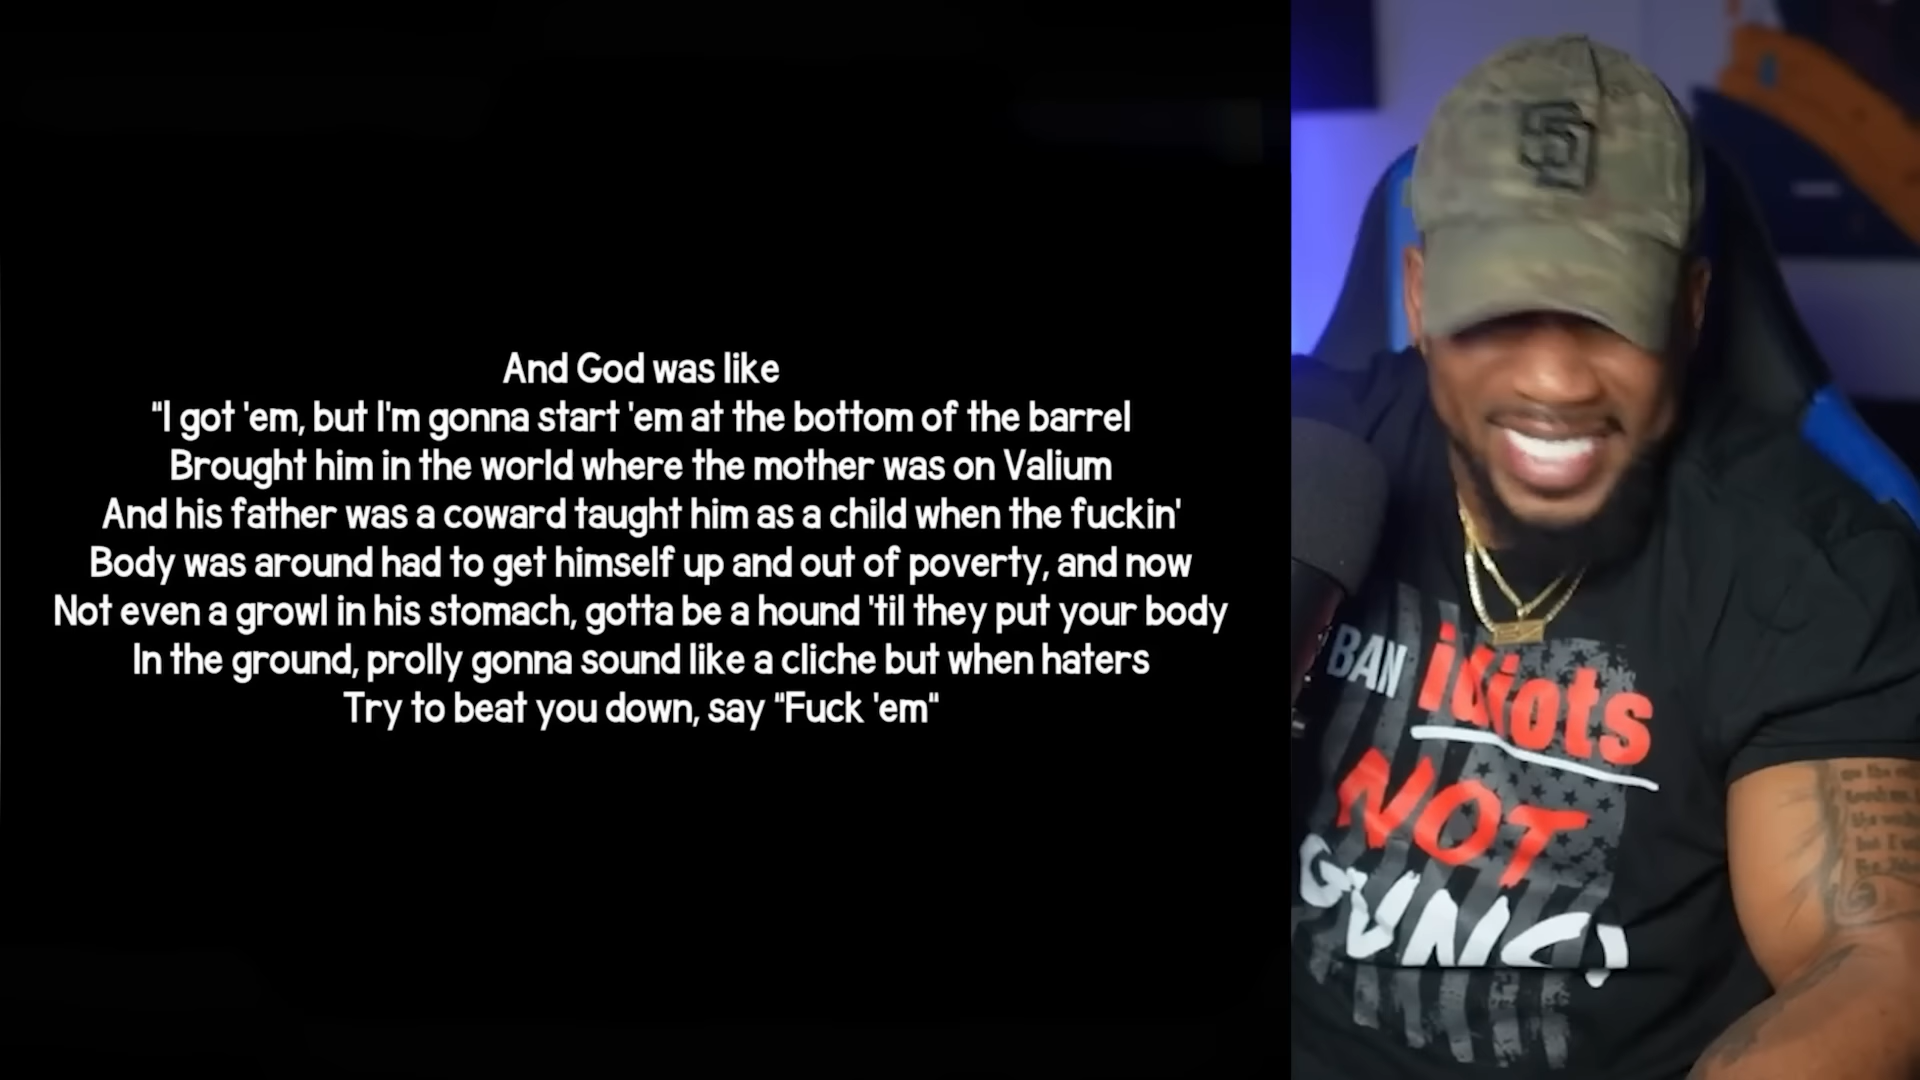 And God was like
"I got 'em, but I'm gonna start 'em at the bottom of the barrel
Brought him in the world where the mother was on Valium
And his father was a coward taught him as a child when the fuckin'
Body was around had to get himself up and out of poverty, and now
Not even a growl in his stomach, gotta be a hound 'til they put your body
In the ground, prolly gonna sound like a cliche but when haters
Try to beat you down, say "Fuck 'em"
SD
BAN
idiots
NOT
GUNS!